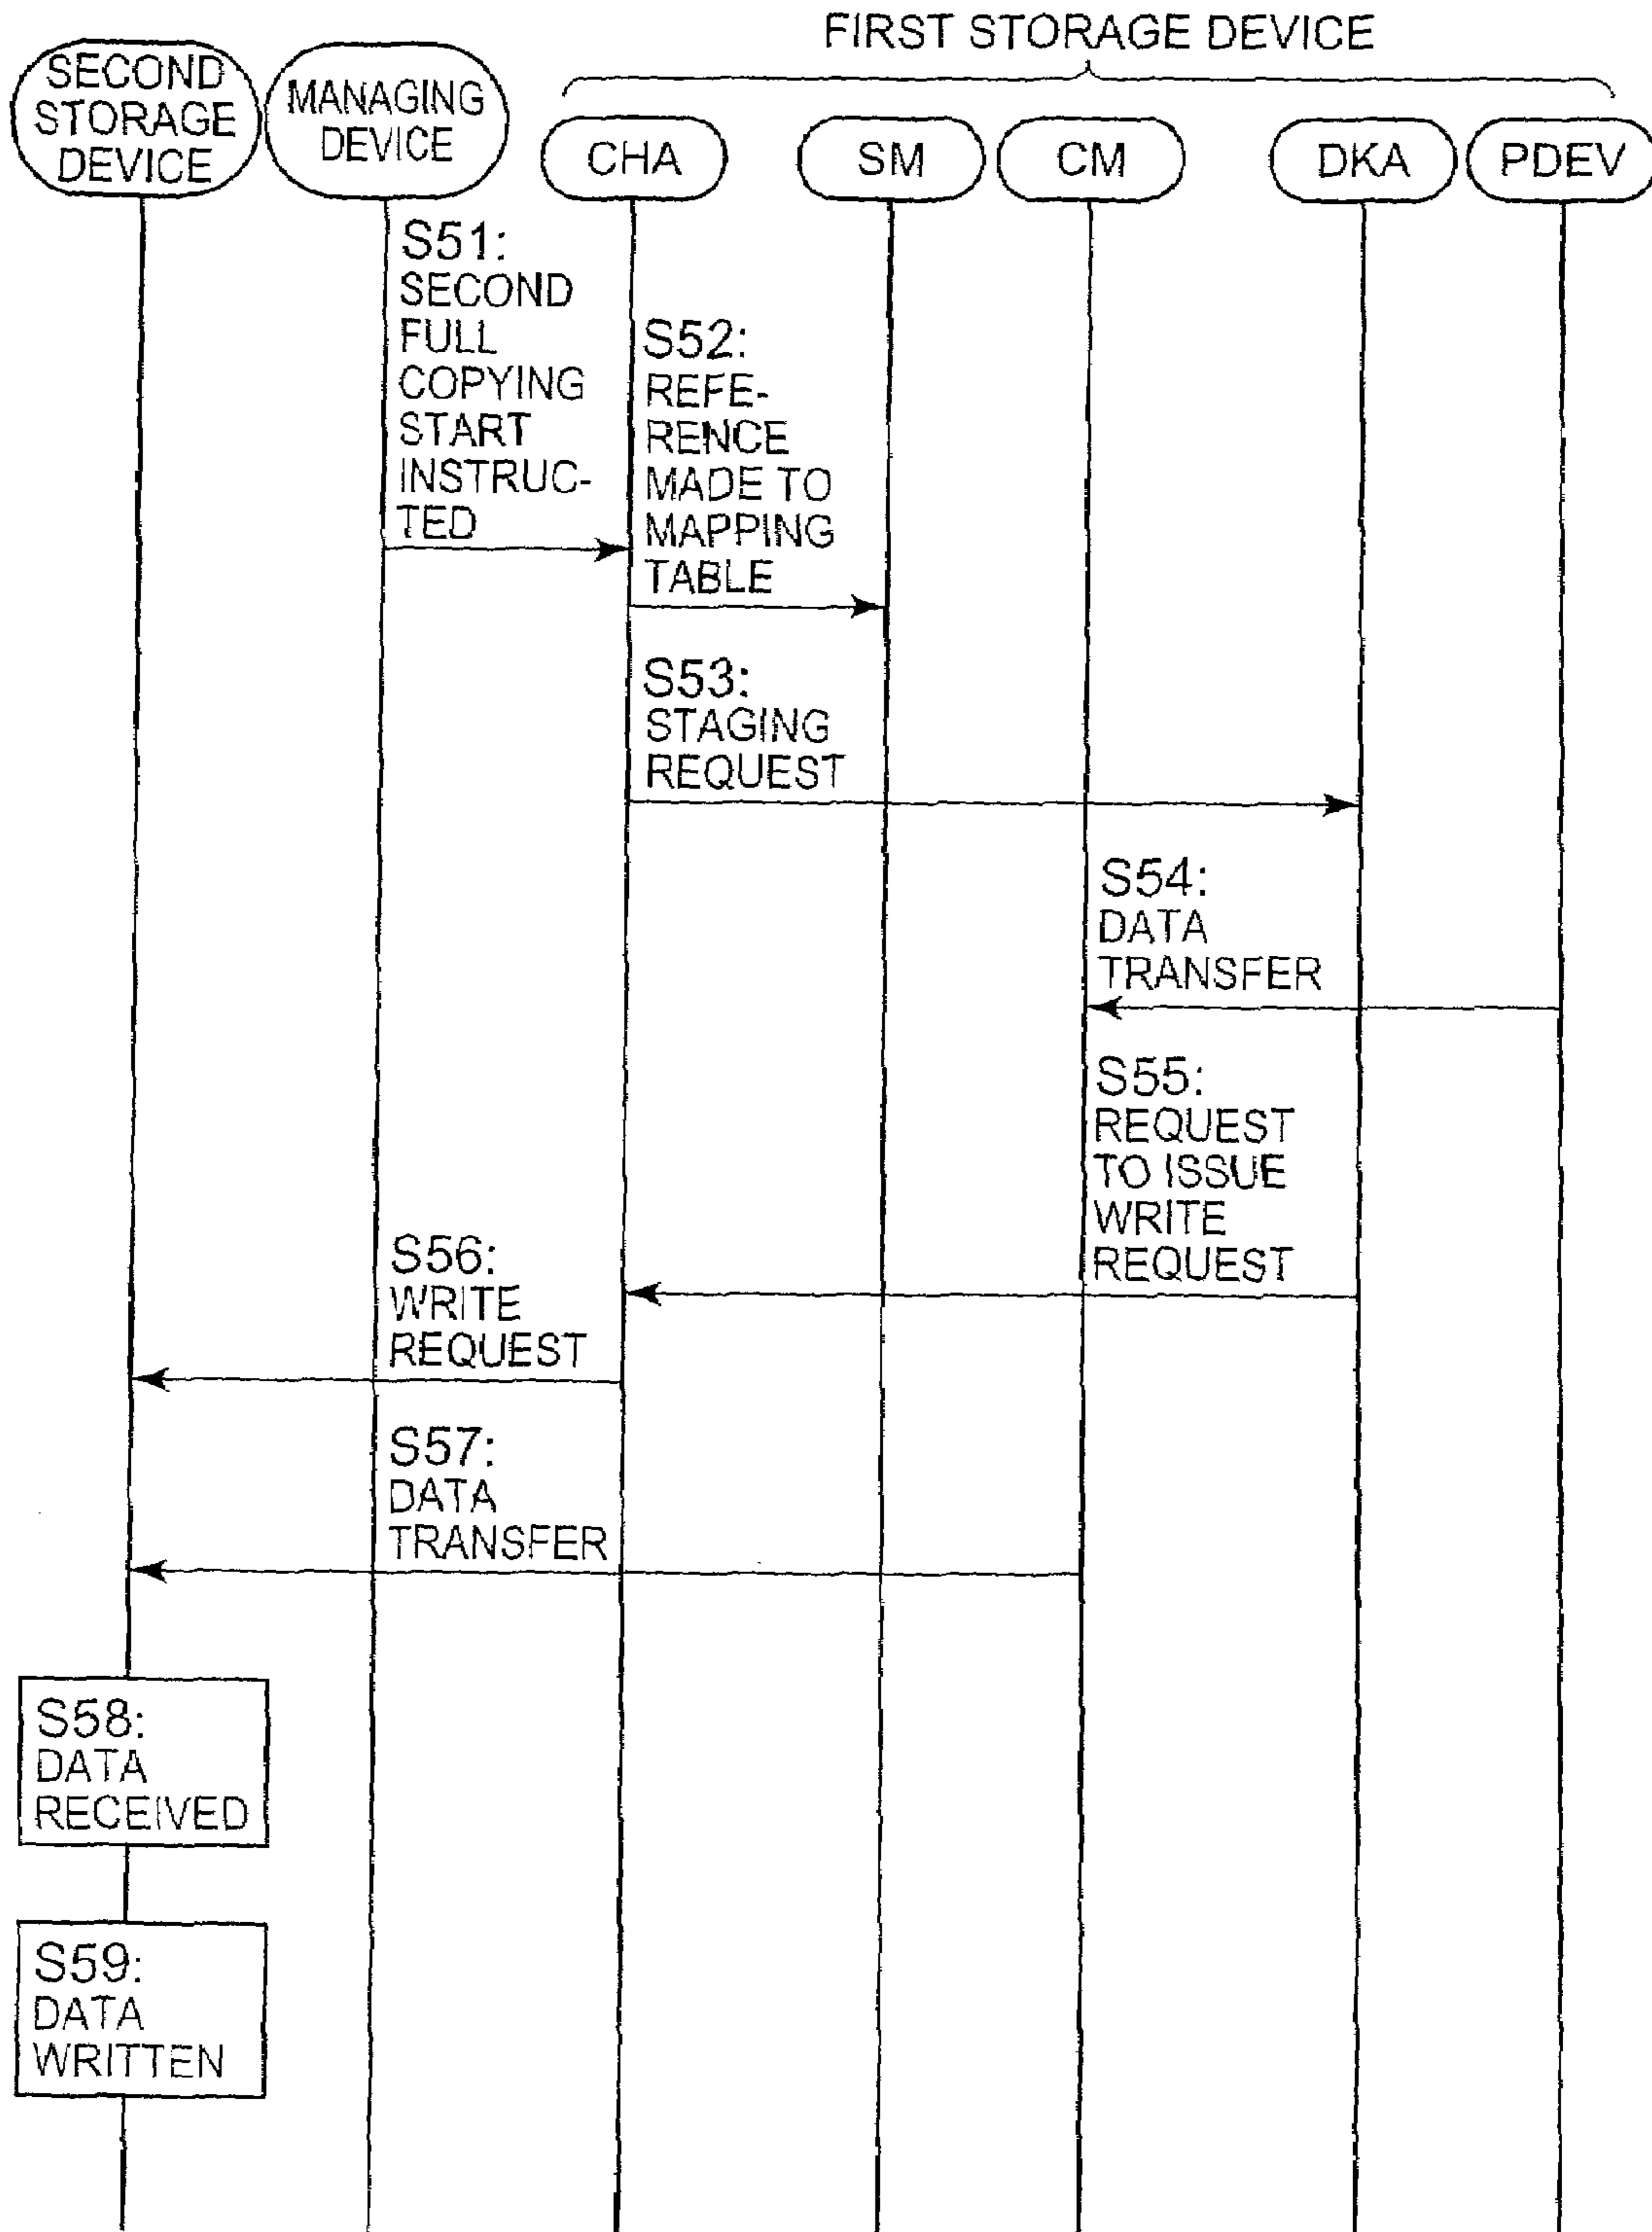 FIRST STORAGE DEVICE
SECOND
STORAGE
DEVICE
MANAGING
DEVICE
CHA
SM
CM
DKA
PDEV
S51:
SECOND
FULL
COPYING
START
INSTRUC-
TED
S52:
REFE-
RENCE
MADE TO
MAPPING
TABLE
S53:
STAGING
REQUEST
S54:
DATA
TRANSFER
S55:
REQUEST
TO ISSUE
WRITE
REQUEST
S56:
WRITE
REQUEST
S57:
DATA
TRANSFER
S58:
DATA
RECEIVED
S59:
DATA
WRITTEN